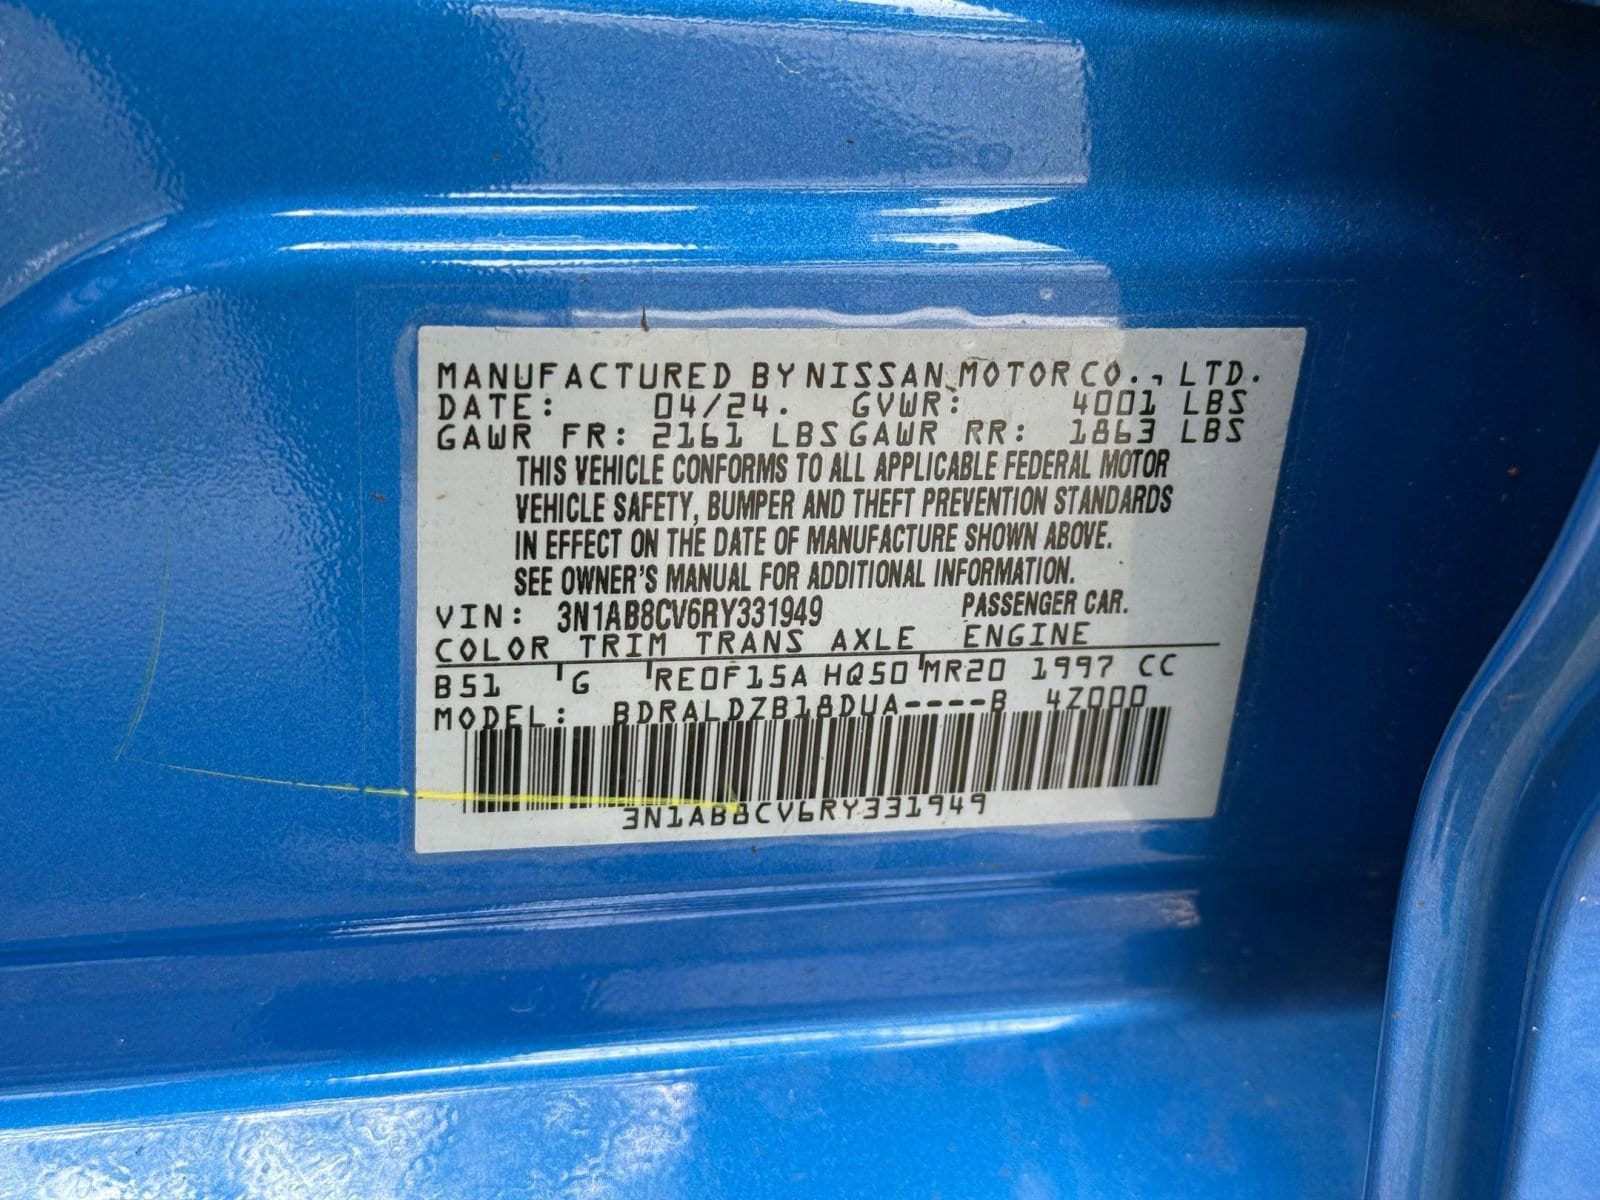 MANUFACTURED BY NISSAN MOTOR CO., LTD.
DATE: 04/24. GVWR: 4001 LBS
GAWR FR: 2161 LBS GAWR RR: 1863 LBS
THIS VEHICLE CONFORMS TO ALL APPLICABLE FEDERAL MOTOR
VEHICLE SAFETY, BUMPER AND THEFT PREVENTION STANDARDS
IN EFFECT ON THE DATE OF MANUFACTURE SHOWN ABOVE.
SEE OWNER'S MANUAL FOR ADDITIONAL INFORMATION.
VIN: 3N1AB8CV6RY331949 PASSENGER CAR.
COLOR TRIM TRANS AXLE ENGINE
B51 G RE0F15A HQ50 MR20 1997 CC
MODEL: BDRALDZB18DUA----B 4Z000
3N1AB8CV6RY331949